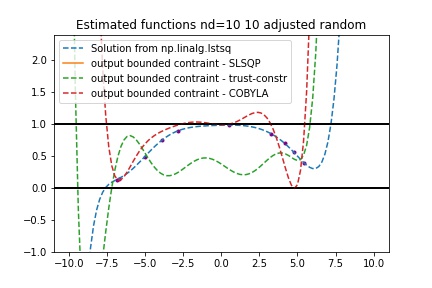 Estimated functions nd=10 10 adjusted random
Solution from np.linalg.lstsq
output bounded contraint - SLSQP
output bounded contraint - trust-constr
output bounded contraint - COBYLA
2.0
1.5
1.0
0.5
0.0
−0.5
−1.0
−10.0 −7.5 −5.0 −2.5 0.0 2.5 5.0 7.5 10.0